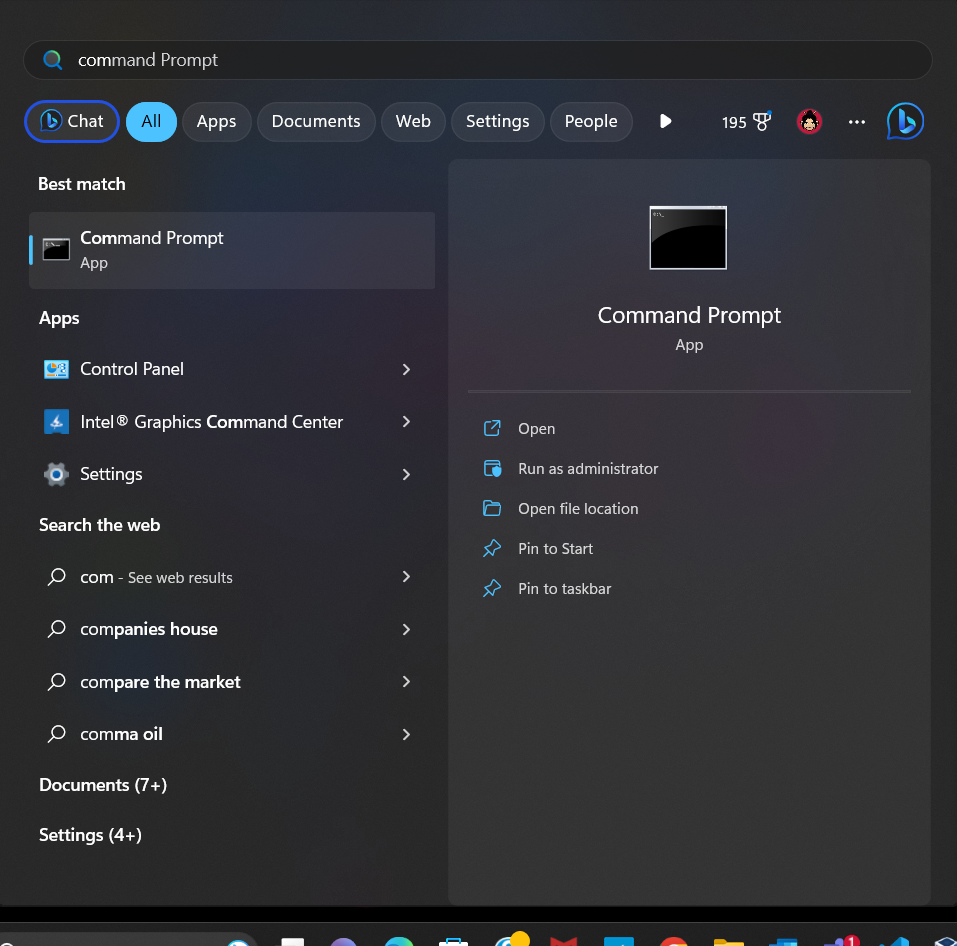 command Prompt
Chat
All
Apps
Documents
Web
Settings
People
195
Best match
Command Prompt
App
Apps
Control Panel
Intel® Graphics Command Center
Settings
Search the web
com - See web results
companies house
compare the market
comma oil
Documents (7+)
Settings (4+)
Command Prompt
App
Open
Run as administrator
Open file location
Pin to Start
Pin to taskbar
1